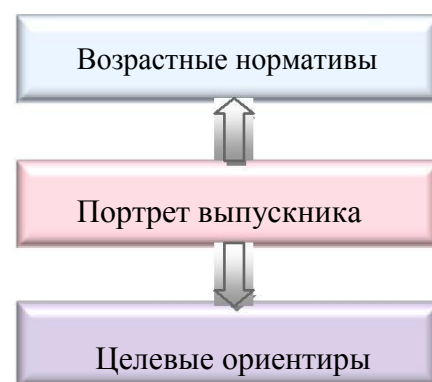 Возрастные нормативы
Портрет выпускника
Целевые ориентиры